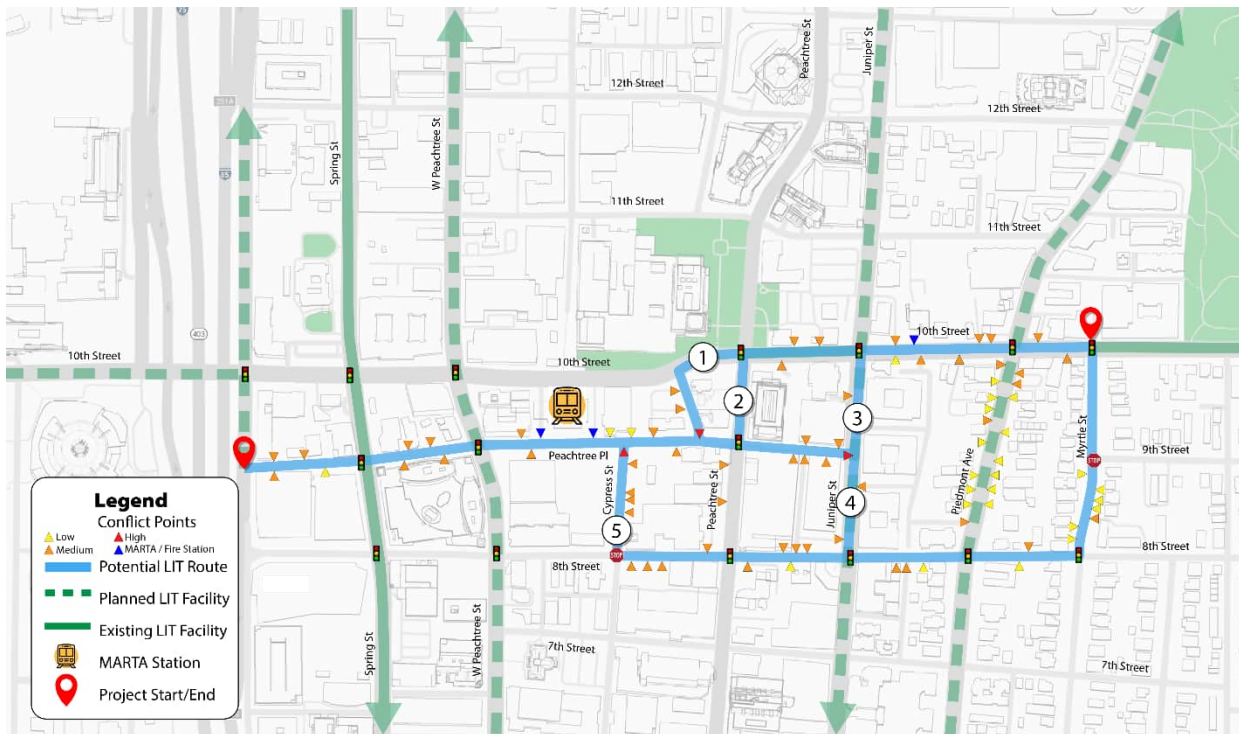 Peachtree St
Juniper St
12th Street
12th Street
Spring St
W Peachtree St
11th Street
11th Street
403
10th Street
10th Street
10th Street
1
2
3
Peachtree Pl
Cypress St
Peachtree St
Juniper St
Piedmont Ave
Myrtle St
9th Street
STOP
4
5
STOP
8th Street
8th Street
Spring St
W Peachtree St
7th Street
7th Street
Legend
Conflict Points
Low
High
Medium
MARTA / Fire Station
Potential LIT Route
Planned LIT Facility
Existing LIT Facility
MARTA Station
Project Start/End